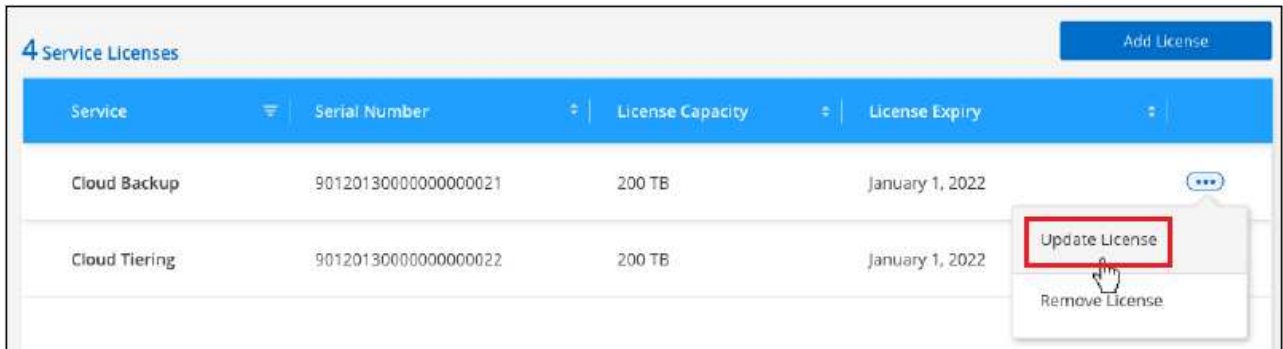 4 Service Licenses
Add License
Service Serial Number License Capacity License Expiry
Cloud Backup 90120130000000000021 200 TB January 1, 2022
Update License
Cloud Tiering 90120130000000000022 200 TB January 1, 2022
Remove License